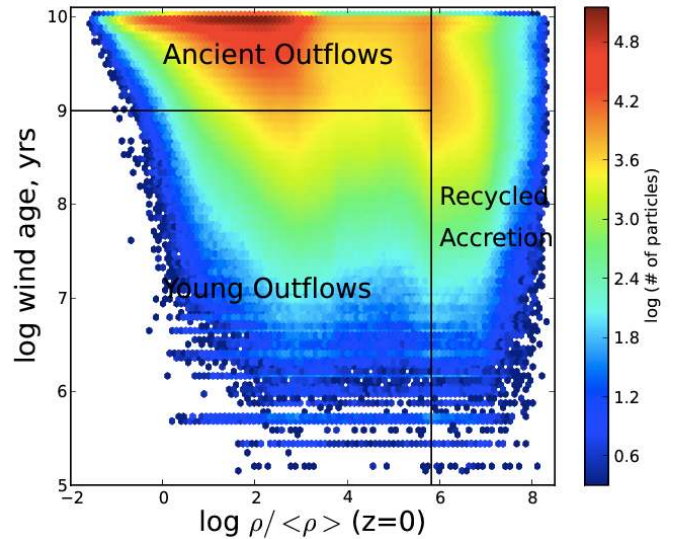 10
9
8
7
6
5
log wind age, yrs
Ancient Outflows
Recycled
Accretion
Young Outflows
-2
0
2
4
6
8
log ρ/<ρ> (z=0)
4.8
4.2
3.6
3.0
2.4
1.8
1.2
0.6
log (# of particles)